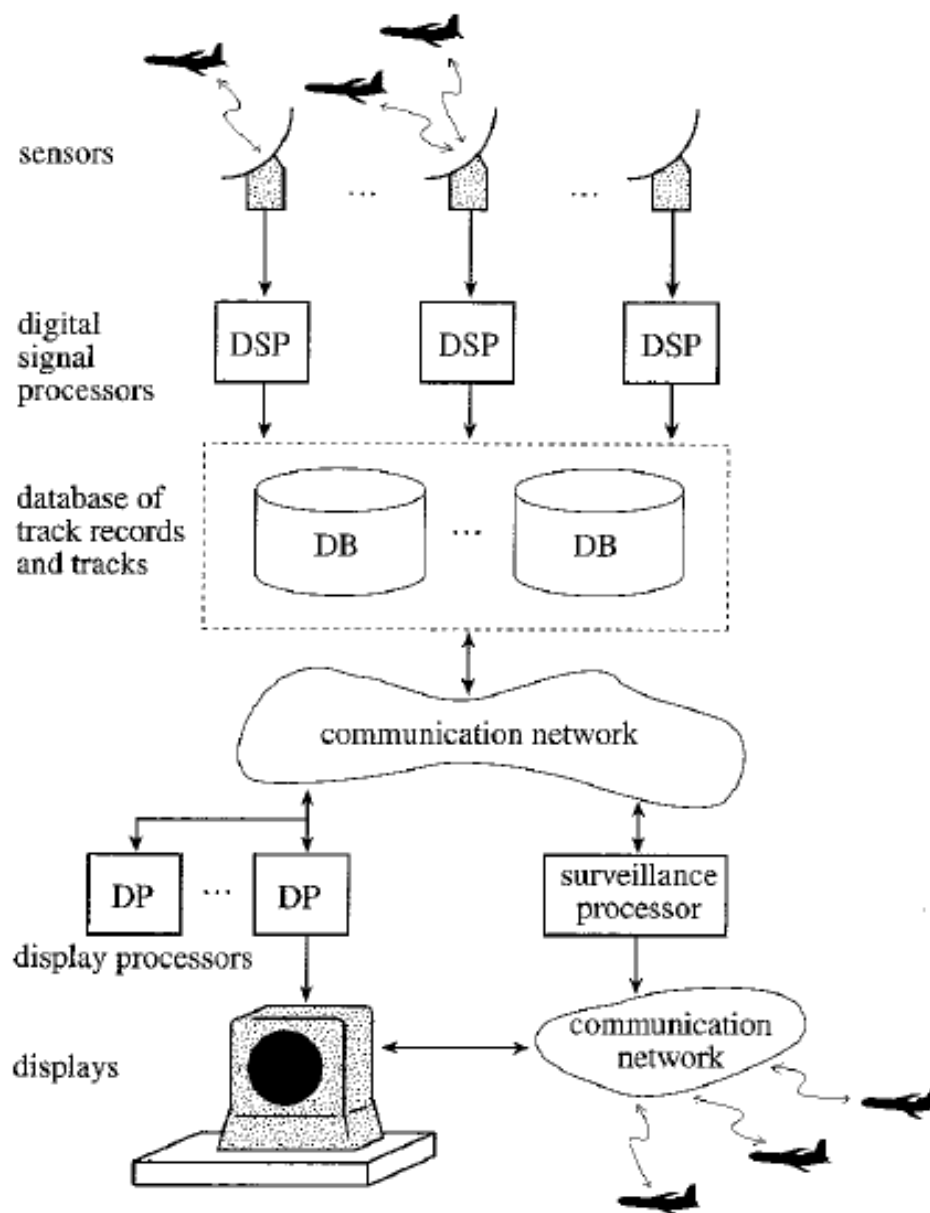 sensors
... ...
digital
signal
processors
DSP DSP DSP
database of
track records
and tracks
DB ... DB
communication network
DP ... DP
surveillance
processor
display processors
communication
network
displays